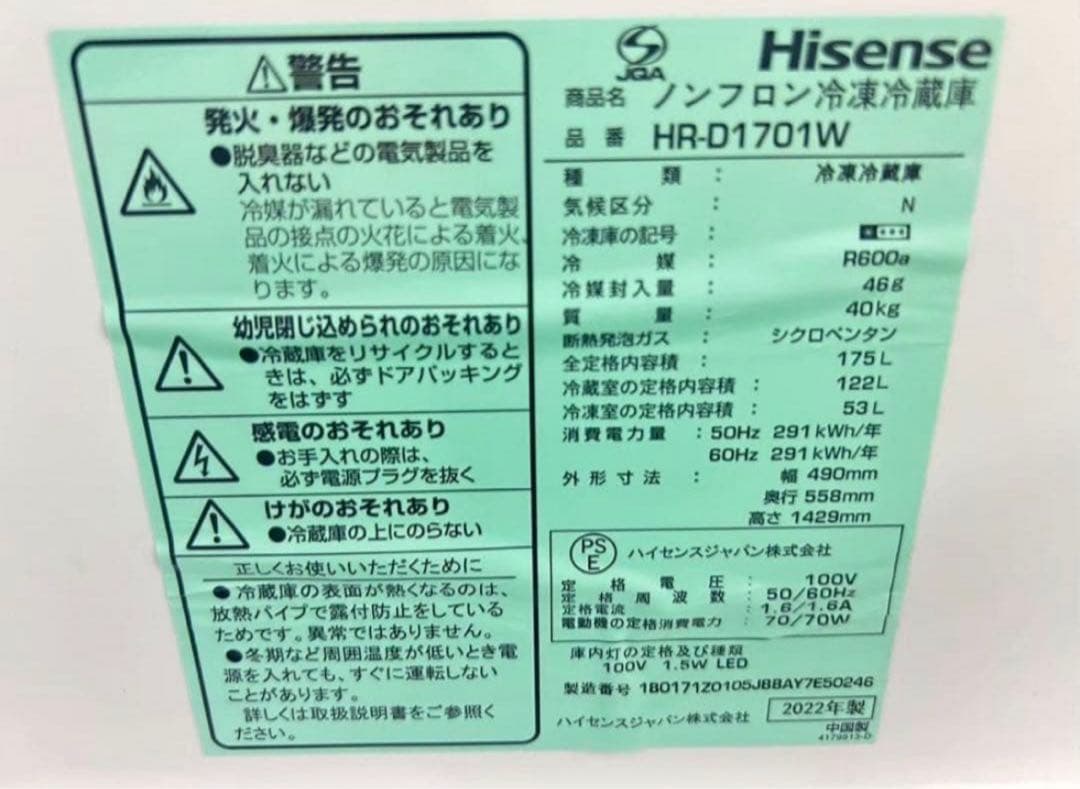 警告
発火・爆発のおそれあり
●脱臭器などの電気製品を
入れない
冷媒が漏れていると電気製
品の接点の火花による着火、
着火による爆発の原因にな
ります。
幼児閉じ込められのおそれあり
●冷蔵庫をリサイクルすると
きは、必ずドアパッキング
をはずす
感電のおそれあり
●お手入れの際は、
必ず電源プラグを抜く
けがのおそれあり
●冷蔵庫の上にのらない
正しくお使いいただくために
●冷蔵庫の表面が熱くなるのは、
放熱パイプで露付防止をしている
ためです。異常ではありません。
●冬期など周囲温度が低いとき電
源を入れても、すぐに運転しない
ことがあります。
詳しくは取扱説明書をご参照く
ださい。
JQA
Hisense
商品名 ノンフロン冷凍冷蔵庫
品番 HR-D1701W
種類 : 冷凍冷蔵庫
気候区分 : N
冷凍庫の記号 :
冷媒 : R600a
冷媒封入量 : 46g
質量 : 40kg
断熱発泡ガス : シクロペンタン
全定格内容積 : 175L
冷蔵室の定格内容積 : 122L
冷凍室の定格内容積 : 53L
消費電力量 : 50Hz 291kWh/年
60Hz 291kWh/年
外形寸法 : 幅 490mm
奥行 558mm
高さ 1429mm
PSE ハイセンスジャパン株式会社
定格電圧 : 100V
定格周波数 : 50/60Hz
定格電流 : 1.6/1.6A
電動機の定格消費電力 : 70/70W
庫内灯の定格及び種類
100V 1.5W LED
製造番号 1B0171Z0105JBBAY7E50246
ハイセンスジャパン株式会社 2022年製
中国製
4179813-D